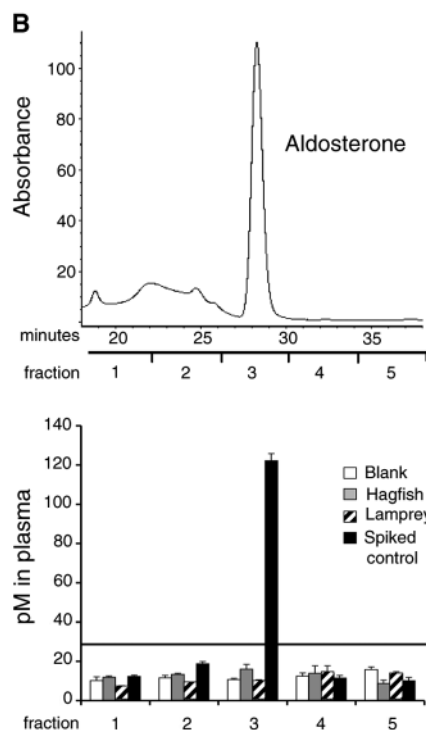 B
Absorbance
100
80
60
40
20
Aldosterone
minutes 20 25 30 35
fraction 1 2 3 4 5
pM in plasma
140
120
100
80
60
40
20
0
Blank
Hagfish
Lamprey
Spiked
control
fraction 1 2 3 4 5